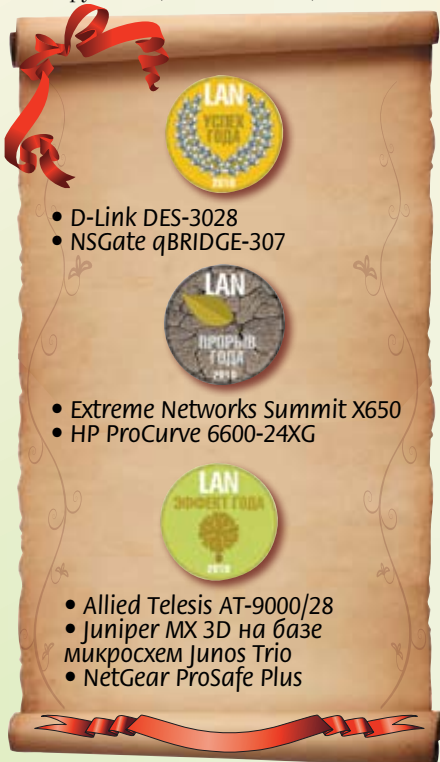 LAN
УСПЕХ
ГОДА
2010
• D-Link DES-3028
• NSGate qBRIDGE-307
LAN
ПРОРЫВ
ГОДА
2010
• Extreme Networks Summit X650
• HP ProCurve 6600-24XG
LAN
ЭФФЕКТ ГОДА
2010
• Allied Telesis AT-9000/28
• Juniper MX 3D на базе
микросхем Junos Trio
• NetGear ProSafe Plus